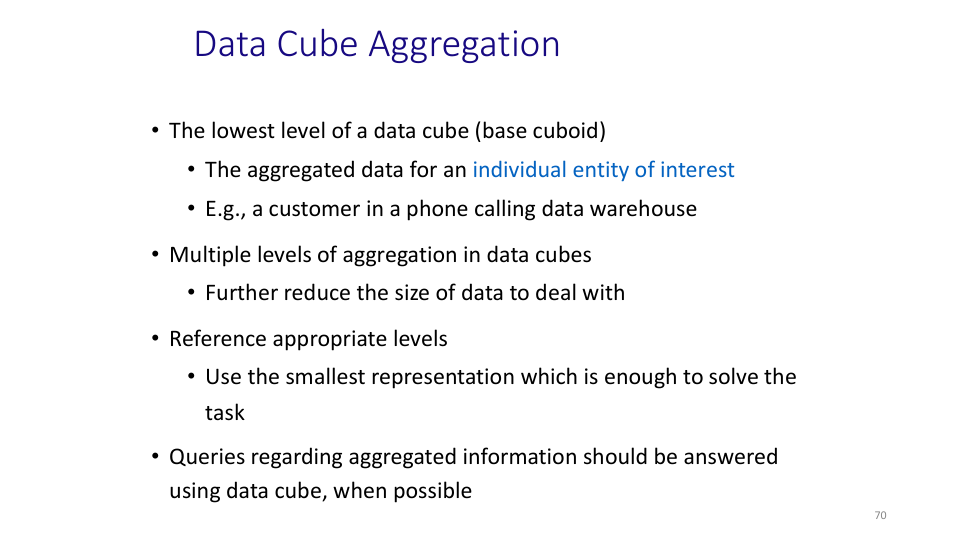 Data Cube Aggregation
• The lowest level of a data cube (base cuboid)
• The aggregated data for an individual entity of interest
• E.g., a customer in a phone calling data warehouse
• Multiple levels of aggregation in data cubes
• Further reduce the size of data to deal with
• Reference appropriate levels
• Use the smallest representation which is enough to solve the
task
• Queries regarding aggregated information should be answered
using data cube, when possible
70